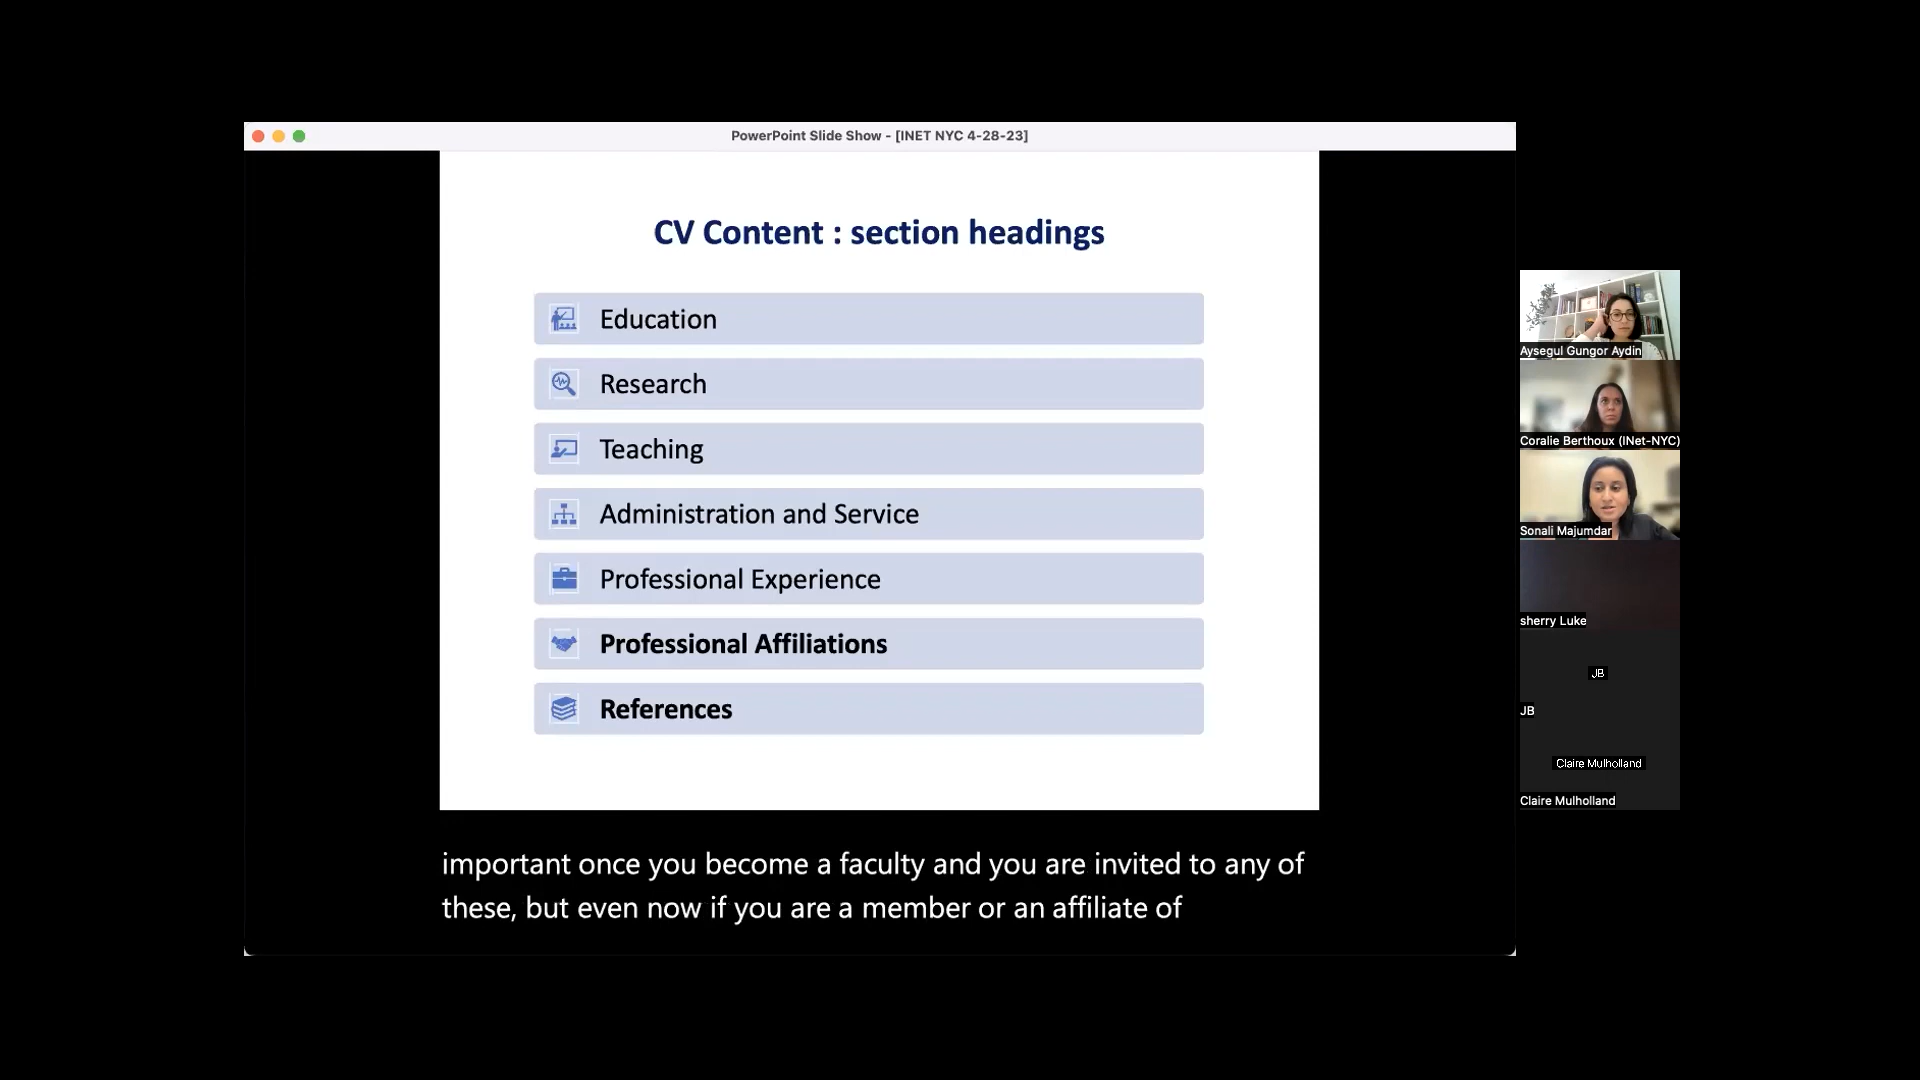 PowerPoint Slide Show - [INET NYC 4-28-23]
CV Content : section headings
Education
Research
Teaching
Administration and Service
Professional Experience
Professional Affiliations
References
important once you become a faculty and you are invited to any of
these, but even now if you are a member or an affiliate of
Aysegul Gungor Aydin
Coralie Berthoux (INet-NYC)
Sonali Majumdar
sherry Luke
JB
JB
Claire Mulholland
Claire Mulholland